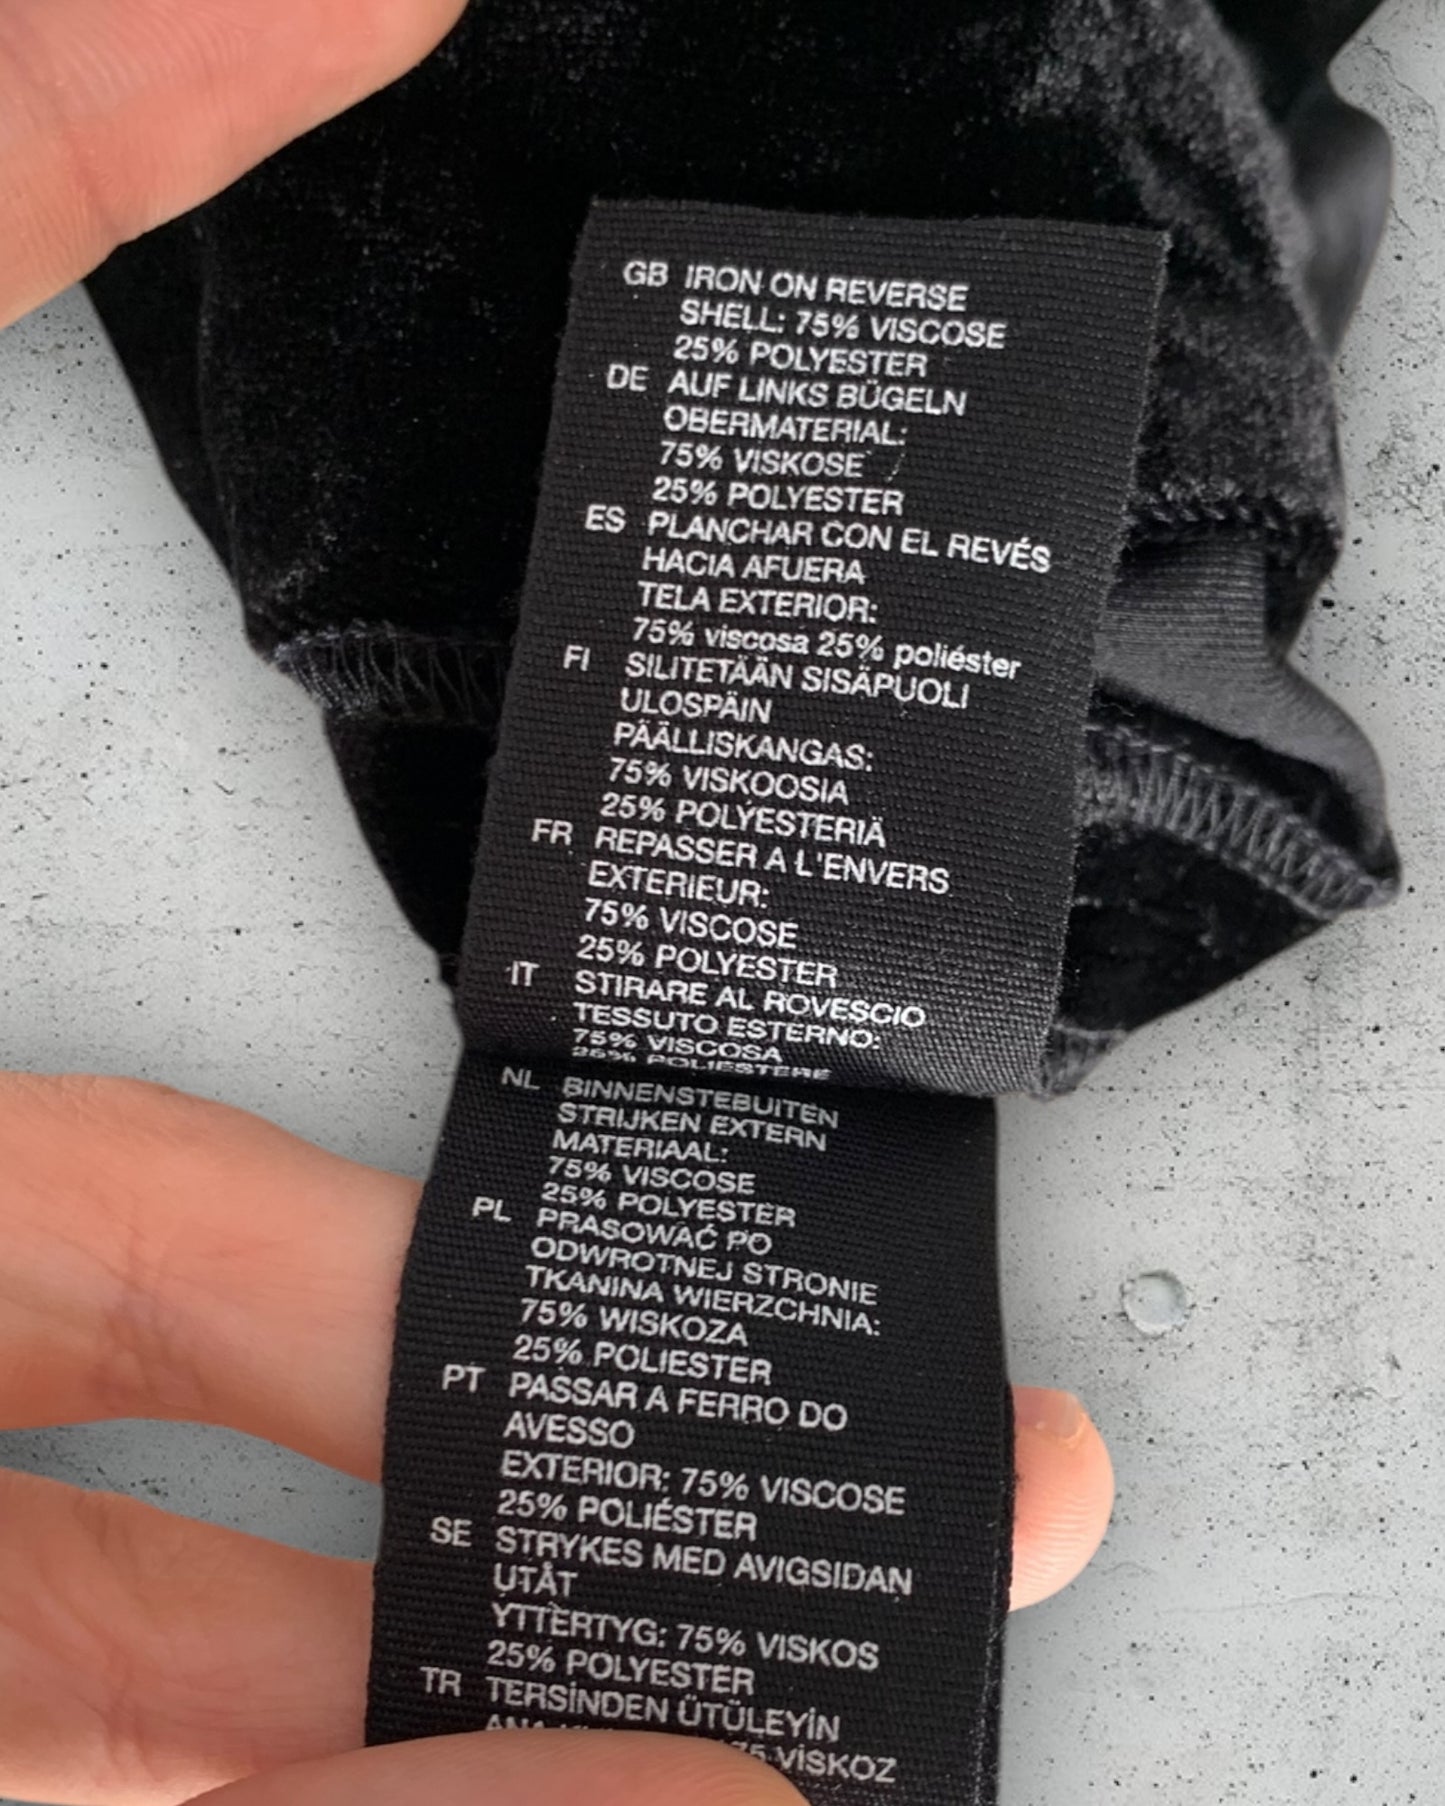 GB IRON ON REVERSE
SHELL: 75% VISCOSE
25% POLYESTER
DE AUF LINKS BÜGELN
OBERMATERIAL:
75% VISKOSE
25% POLYESTER
ES PLANCHAR CON EL REVÉS
HACIA AFUERA
TELA EXTERIOR:
75% viscosa 25% poliéster
FI SILITETÄÄN SISÄPUOLI
ULOSPÄIN
PÄÄLLISKANGAS:
75% VISKOOSIA
25% POLYESTERIÄ
FR REPASSER A L'ENVERS
EXTERIEUR:
75% VISCOSE
25% POLYESTER
IT STIRARE AL ROVESCIO
TESSUTO ESTERNO:
75% VISCOSA
25% POLIESTERE
NL BINNENSTEBUITEN
STRIJKEN EXTERN
MATERIAAL:
75% VISCOSE
25% POLYESTER
PL PRASOWAĆ PO
ODWROTNEJ STRONIE
TKANINA WIERZCHNIA:
75% WISKOZA
25% POLIESTER
PT PASSAR A FERRO DO
AVESSO
EXTERIOR: 75% VISCOSE
25% POLIÉSTER
SE STRYKES MED AVIGSIDAN
UTÅT
YTTERTYG: 75% VISKOS
25% POLYESTER
TR TERSİNDEN ÜTÜLEYİN
VİSKOZ